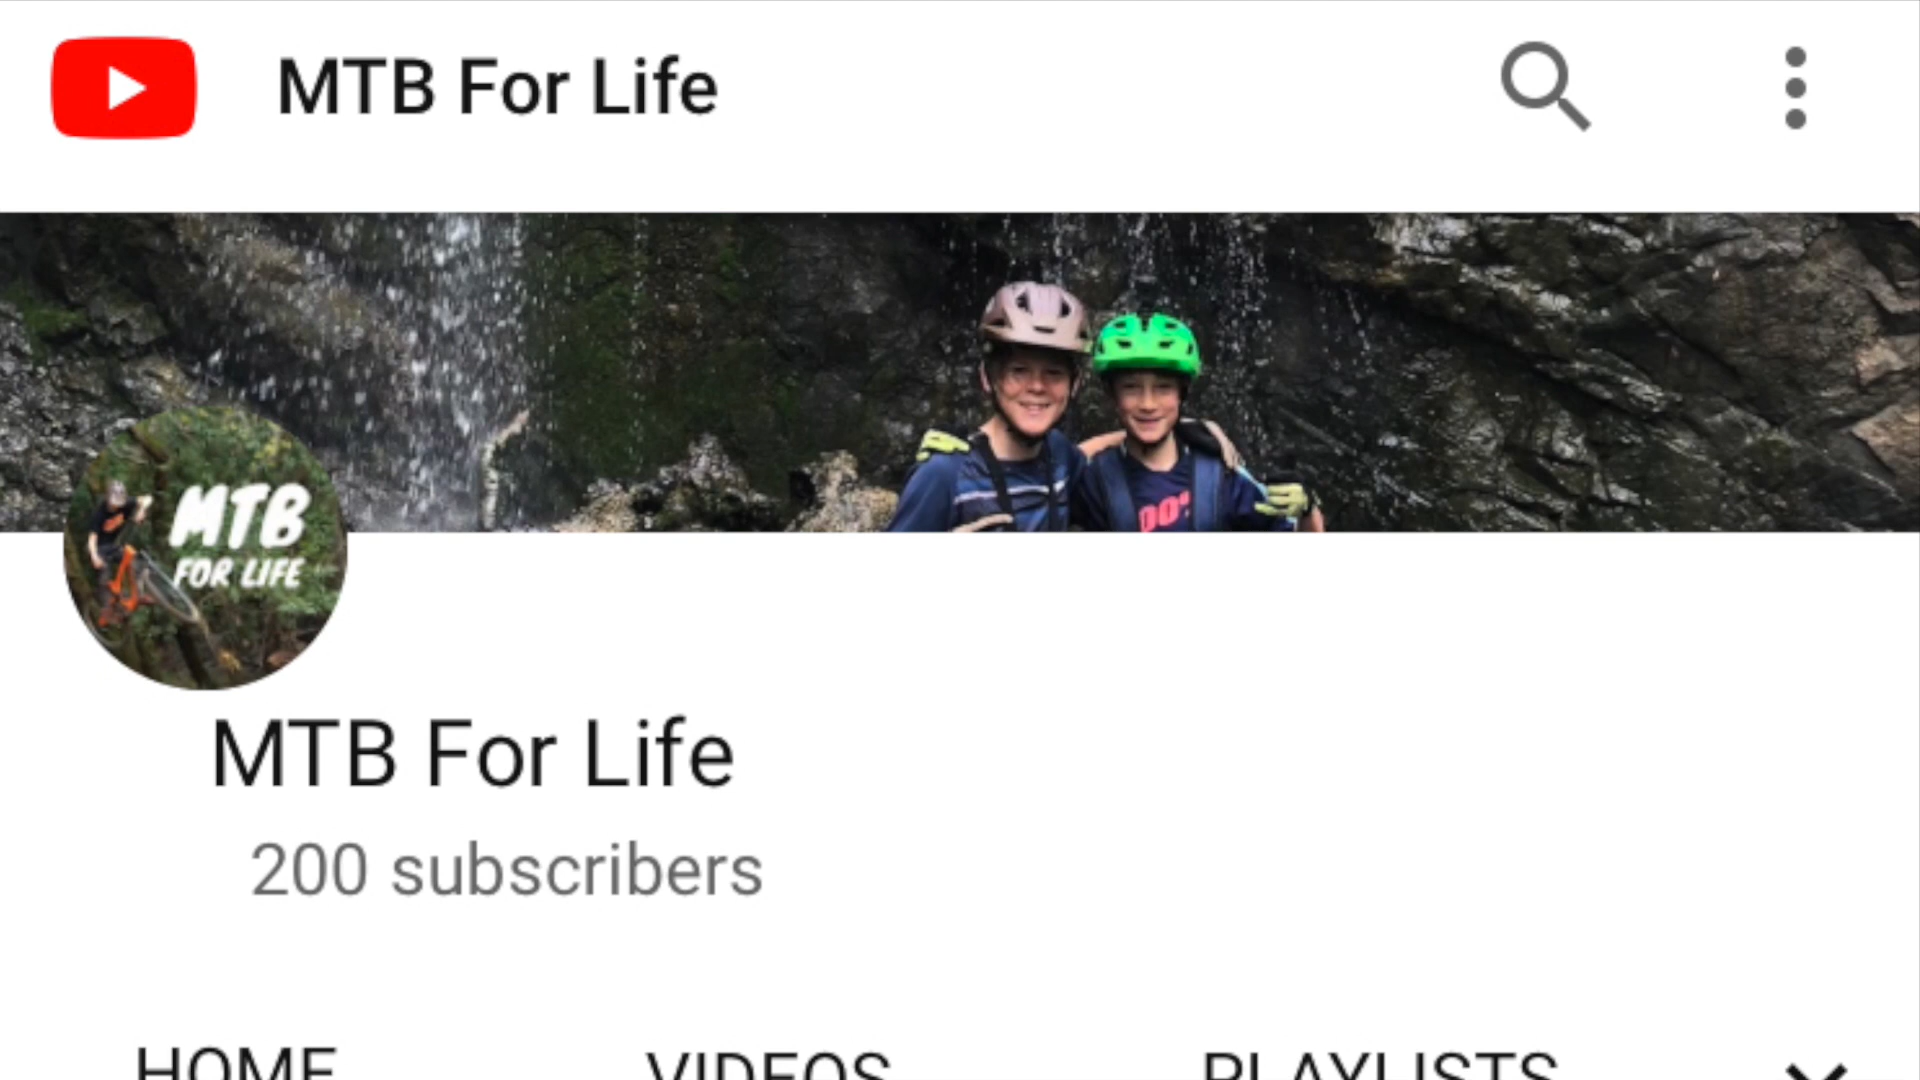 MTB For Life
MTB
FOR LIFE
MTB For Life
200 subscribers
HOME VIDEOS PLAYLISTS